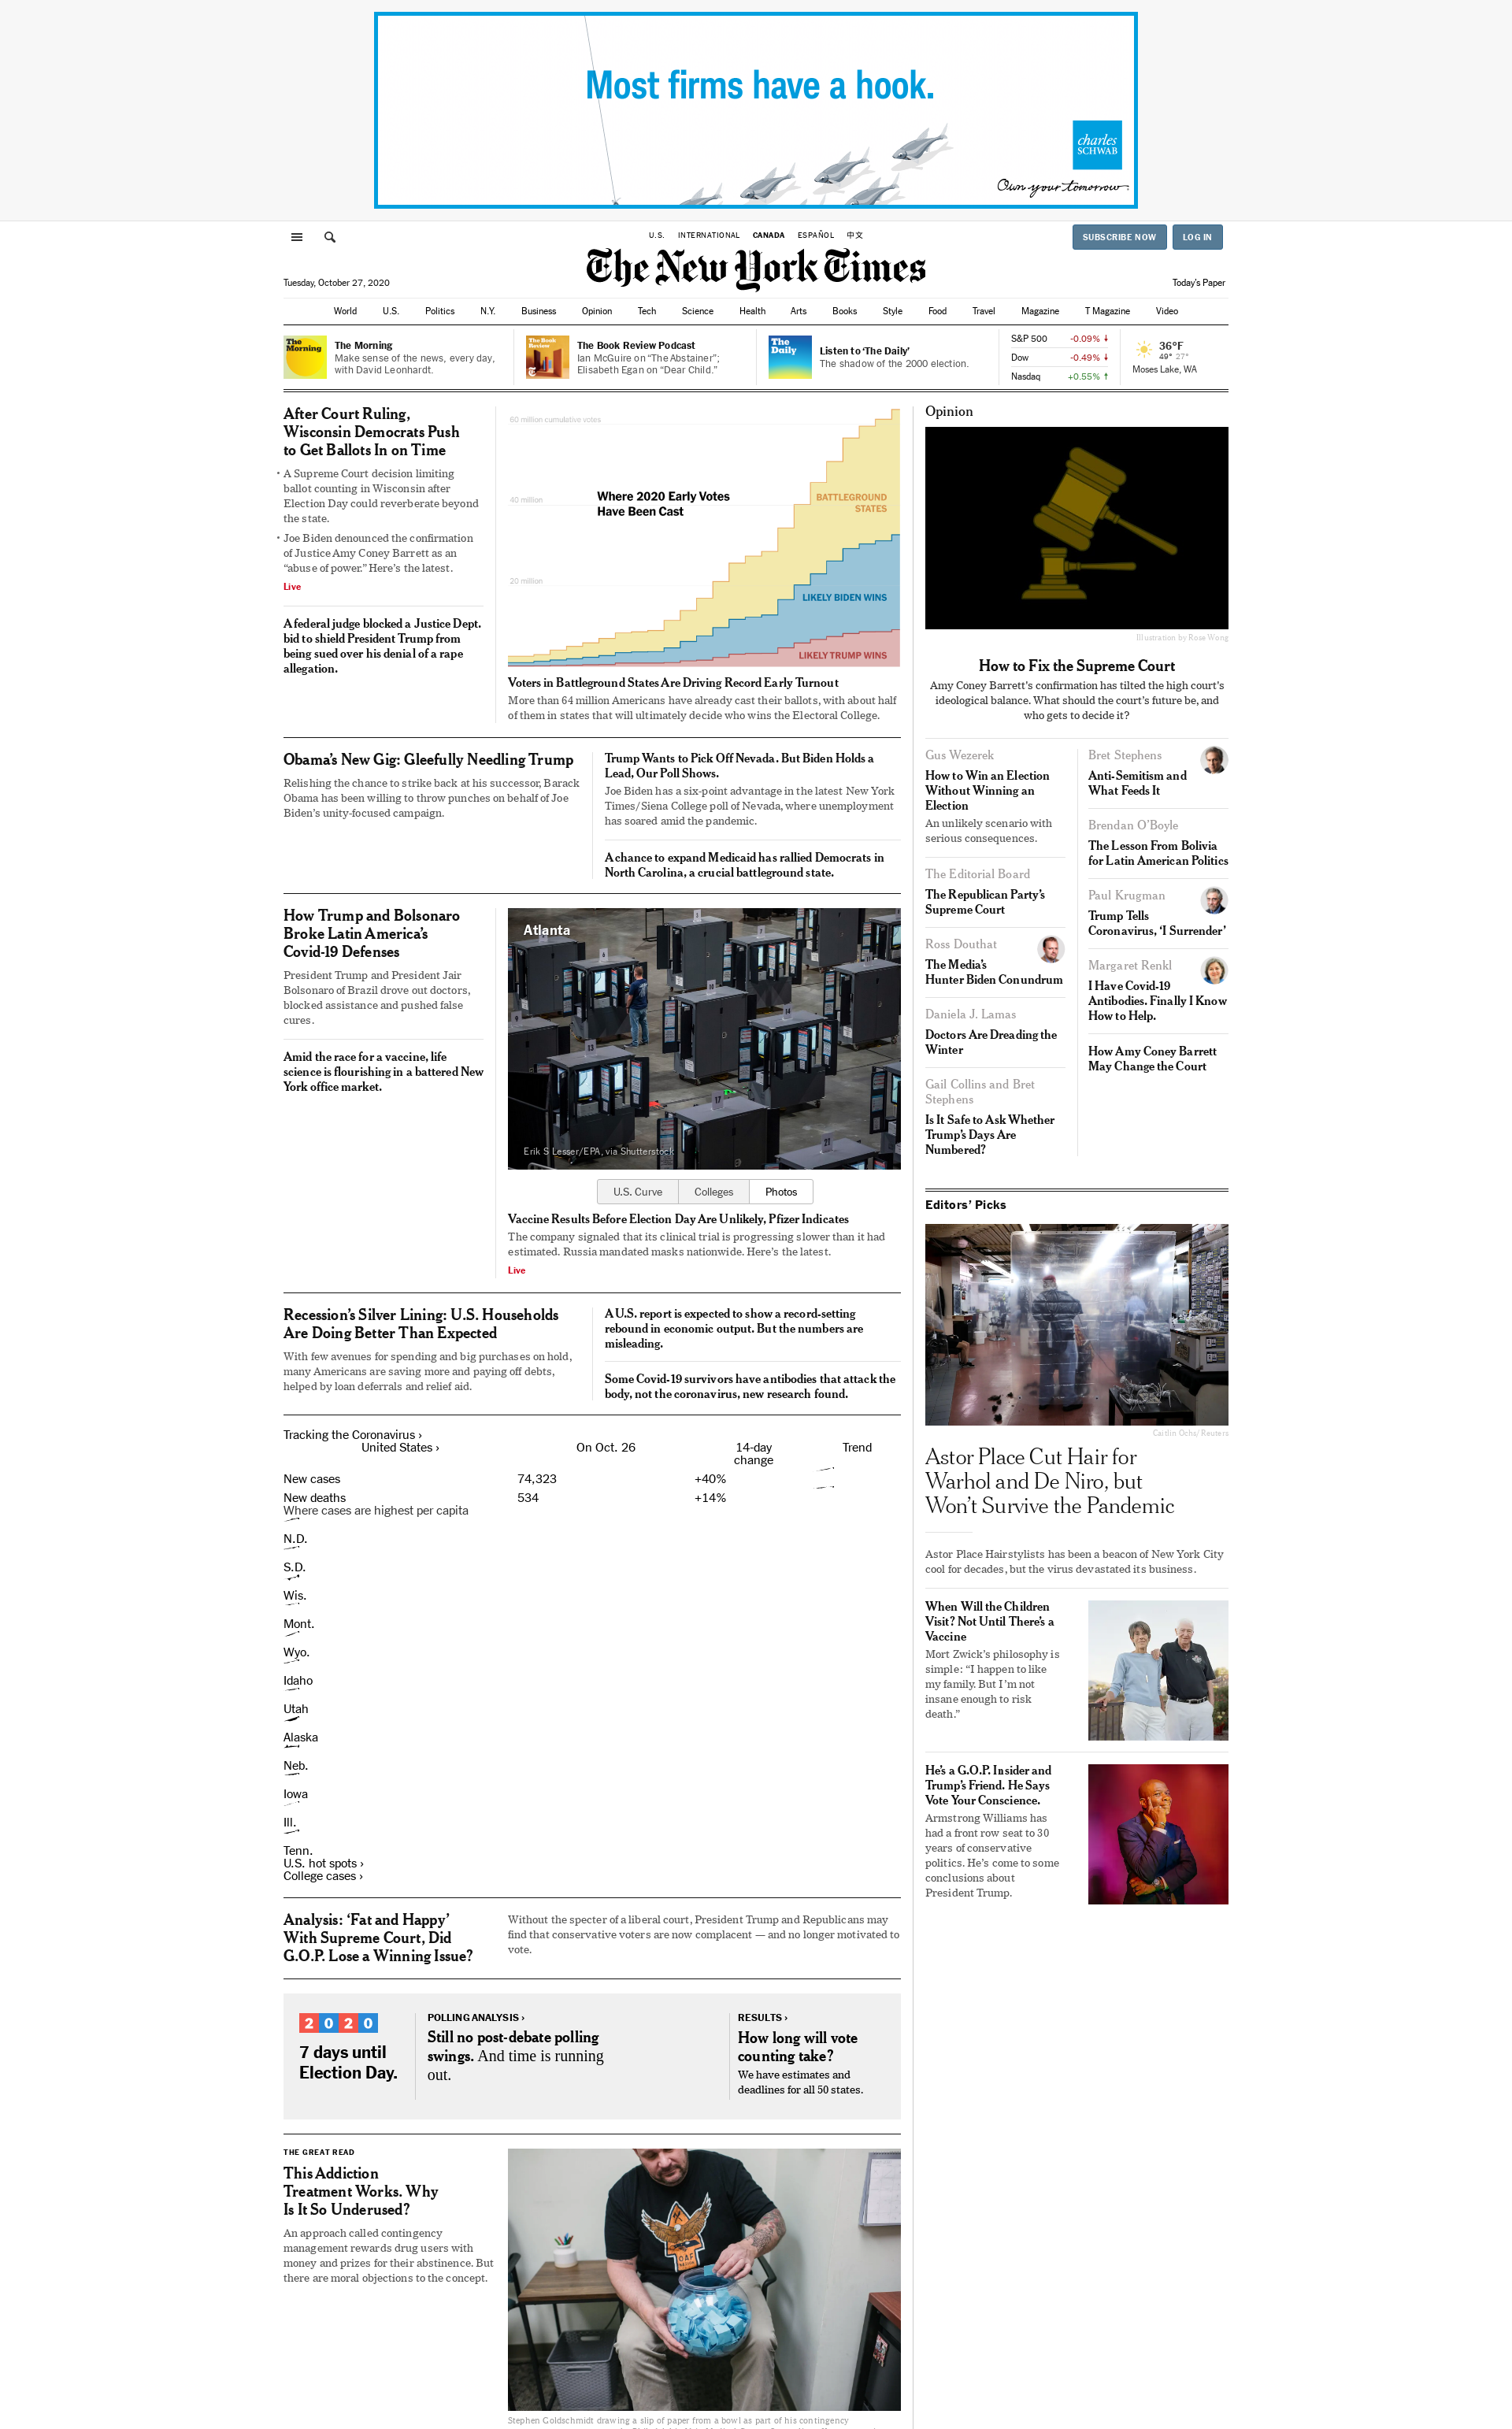 Most firms have a hook.
charles
SCHWAB
Own your tomorrow
U.S. INTERNATIONAL CANADA ESPAÑOL 中文
SUBSCRIBE NOW LOG IN
The New York Times
Tuesday, October 27, 2020
Today's Paper
World U.S. Politics N.Y. Business Opinion Tech Science Health Arts Books Style Food Travel Magazine T Magazine Video
The
Morning
The Morning
Make sense of the news, every day,
with David Leonhardt.
The Book
Review
The Book Review Podcast
Ian McGuire on “The Abstainer”;
Elisabeth Egan on “Dear Child.”
The
Daily
Listen to ‘The Daily’
The shadow of the 2000 election.
S&P 500 -0.09%
Dow -0.49%
Nasdaq +0.55%
36°F
49° 27°
Moses Lake, WA
After Court Ruling,
Wisconsin Democrats Push
to Get Ballots In on Time
A Supreme Court decision limiting
ballot counting in Wisconsin after
Election Day could reverberate beyond
the state.
Joe Biden denounced the confirmation
of Justice Amy Coney Barrett as an
“abuse of power.” Here’s the latest.
Live
A federal judge blocked a Justice Dept.
bid to shield President Trump from
being sued over his denial of a rape
allegation.
60 million cumulative votes
40 million
20 million
Where 2020 Early Votes
Have Been Cast
BATTLEGROUND
STATES
LIKELY BIDEN WINS
LIKELY TRUMP WINS
Voters in Battleground States Are Driving Record Early Turnout
More than 64 million Americans have already cast their ballots, with about half
of them in states that will ultimately decide who wins the Electoral College.
Obama’s New Gig: Gleefully Needling Trump
Relishing the chance to strike back at his successor, Barack
Obama has been willing to throw punches on behalf of Joe
Biden’s unity-focused campaign.
Trump Wants to Pick Off Nevada. But Biden Holds a
Lead, Our Poll Shows.
Joe Biden has a six-point advantage in the latest New York
Times/Siena College poll of Nevada, where unemployment
has soared amid the pandemic.
A chance to expand Medicaid has rallied Democrats in
North Carolina, a crucial battleground state.
How Trump and Bolsonaro
Broke Latin America’s
Covid-19 Defenses
President Trump and President Jair
Bolsonaro of Brazil drove out doctors,
blocked assistance and pushed false
cures.
Amid the race for a vaccine, life
science is flourishing in a battered New
York office market.
Atlanta
13
14
17
21
Erik S Lesser/EPA, via Shutterstock
U.S. Curve Colleges Photos
Vaccine Results Before Election Day Are Unlikely, Pfizer Indicates
The company signaled that its clinical trial is progressing slower than it had
estimated. Russia mandated masks nationwide. Here’s the latest.
Live
Recession’s Silver Lining: U.S. Households
Are Doing Better Than Expected
With few avenues for spending and big purchases on hold,
many Americans are saving more and paying off debts,
helped by loan deferrals and relief aid.
A U.S. report is expected to show a record-setting
rebound in economic output. But the numbers are
misleading.
Some Covid-19 survivors have antibodies that attack the
body, not the coronavirus, new research found.
Tracking the Coronavirus ›
United States › On Oct. 26 14-day
change Trend
New cases 74,323 +40%
New deaths 534 +14%
Where cases are highest per capita
N.D.
S.D.
Wis.
Mont.
Wyo.
Idaho
Utah
Alaska
Neb.
Iowa
Ill.
Tenn.
U.S. hot spots ›
College cases ›
Analysis: ‘Fat and Happy’
With Supreme Court, Did
G.O.P. Lose a Winning Issue?
Without the specter of a liberal court, President Trump and Republicans may
find that conservative voters are now complacent — and no longer motivated to
vote.
2020
7 days until
Election Day.
POLLING ANALYSIS ›
Still no post-debate polling
swings. And time is running
out.
RESULTS ›
How long will vote
counting take?
We have estimates and
deadlines for all 50 states.
THE GREAT READ
This Addiction
Treatment Works. Why
Is It So Underused?
An approach called contingency
management rewards drug users with
money and prizes for their abstinence. But
there are moral objections to the concept.
Stephen Goldschmidt drawing a slip of paper from a bowl as part of his contingency
Opinion
Illustration by Rose Wong
How to Fix the Supreme Court
Amy Coney Barrett’s confirmation has tilted the high court’s
ideological balance. What should the court’s future be, and
who gets to decide it?
Gus Wezerek
How to Win an Election
Without Winning an
Election
An unlikely scenario with
serious consequences.
The Editorial Board
The Republican Party’s
Supreme Court
Ross Douthat
The Media’s
Hunter Biden Conundrum
Daniela J. Lamas
Doctors Are Dreading the
Winter
Gail Collins and Bret
Stephens
Is It Safe to Ask Whether
Trump’s Days Are
Numbered?
Bret Stephens
Anti-Semitism and
What Feeds It
Brendan O’Boyle
The Lesson From Bolivia
for Latin American Politics
Paul Krugman
Trump Tells
Coronavirus, ‘I Surrender’
Margaret Renkl
I Have Covid-19
Antibodies. Finally I Know
How to Help.
How Amy Coney Barrett
May Change the Court
Editors’ Picks
Caitlin Ochs/Reuters
Astor Place Cut Hair for
Warhol and De Niro, but
Won’t Survive the Pandemic
Astor Place Hairstylists has been a beacon of New York City
cool for decades, but the virus devastated its business.
When Will the Children
Visit? Not Until There’s a
Vaccine
Mort Zwick’s philosophy is
simple: “I happen to like
my family. But I’m not
insane enough to risk
death.”
He’s a G.O.P. Insider and
Trump’s Friend. He Says
Vote Your Conscience.
Armstrong Williams has
had a front row seat to 30
years of conservative
politics. He’s come to some
conclusions about
President Trump.